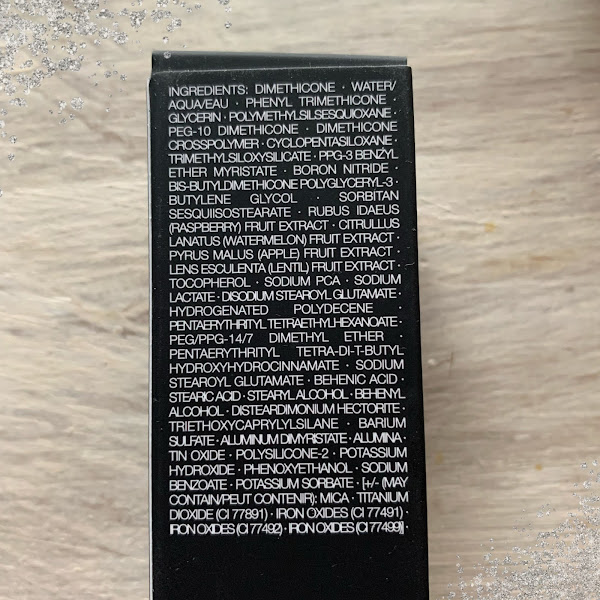 INGREDIENTS: DIMETHICONE · WATER/
AQUA/EAU · PHENYL TRIMETHICONE ·
GLYCERIN · POLYMETHYLSILSESQUIOXANE ·
PEG-10 DIMETHICONE · DIMETHICONE
CROSSPOLYMER · CYCLOPENTASILOXANE ·
TRIMETHYLSILOXYSILICATE · PPG-3 BENZYL
ETHER MYRISTATE · BORON NITRIDE ·
BIS-BUTYLDIMETHICONE POLYGLYCERYL-3 ·
BUTYLENE GLYCOL · SORBITAN
SESQUIISOSTEARATE · RUBUS IDAEUS
(RASPBERRY) FRUIT EXTRACT · CITRULLUS
LANATUS (WATERMELON) FRUIT EXTRACT ·
PYRUS MALUS (APPLE) FRUIT EXTRACT ·
LENS ESCULENTA (LENTIL) FRUIT EXTRACT ·
TOCOPHEROL · SODIUM PCA · SODIUM
LACTATE · DISODIUM STEAROYL GLUTAMATE ·
HYDROGENATED POLYDECENE ·
PENTAERYTHRITYL TETRAETHYLHEXANOATE ·
PEG/PPG-14/7 DIMETHYL ETHER ·
PENTAERYTHRITYL TETRA-DI-T-BUTYL
HYDROXYHYDROCINNAMATE · SODIUM
STEAROYL GLUTAMATE · BEHENIC ACID ·
STEARIC ACID · STEARYL ALCOHOL · BEHENYL
ALCOHOL · DISTEARDIMONIUM HECTORITE ·
TRIETHOXYCAPRYLYLSILANE · BARIUM
SULFATE · ALUMINUM DIMYRISTATE · ALUMINA ·
TIN OXIDE · POLYSILICONE-2 · POTASSIUM
HYDROXIDE · PHENOXYETHANOL · SODIUM
BENZOATE · POTASSIUM SORBATE · [+/- (MAY
CONTAIN/PEUT CONTENIR): MICA · TITANIUM
DIOXIDE (CI 77891) · IRON OXIDES (CI 77491) ·
IRON OXIDES (CI 77492) · IRON OXIDES (CI 77499)] ·